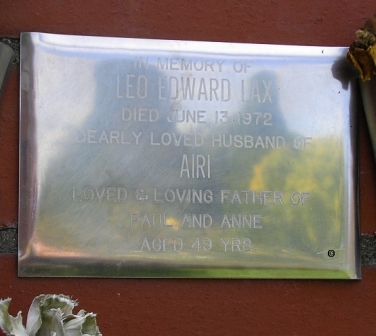 IN MEMORY OF
LEO EDWARD LAX
DIED JUNE 13 1972
DEARLY LOVED HUSBAND OF
AIRI
LOVED & LOVING FATHER OF
PAUL AND ANNE
AGED 49 YRS